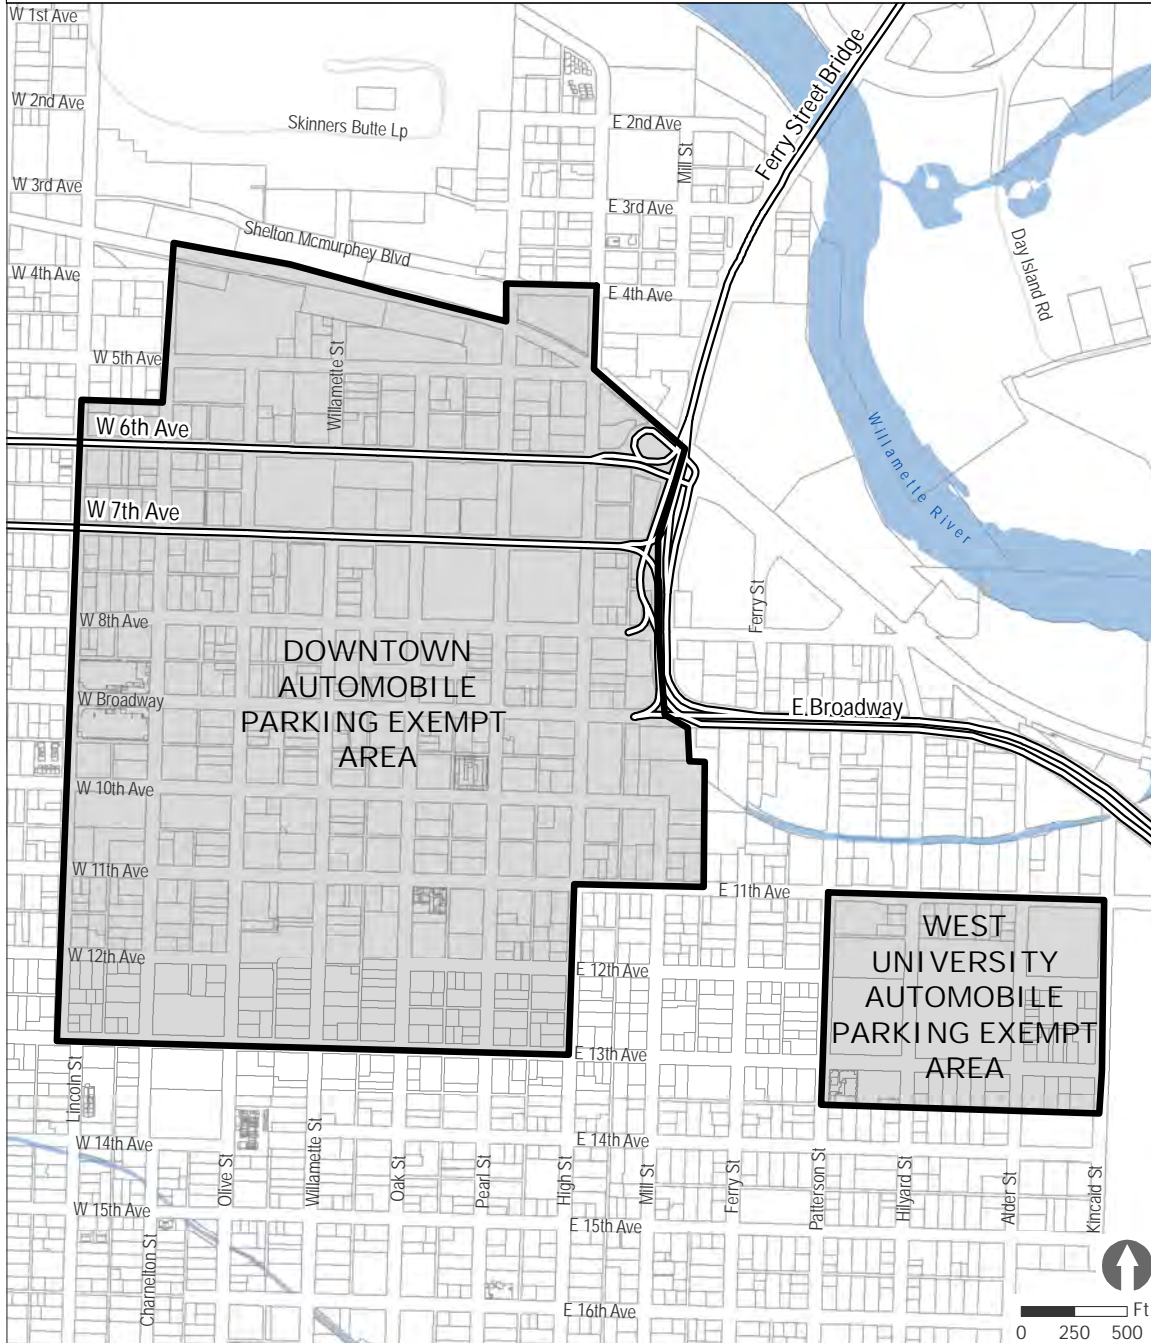 W 1st Ave
W 2nd Ave
Skinners Butte Lp
E 2nd Ave
Mill St
Ferry Street Bridge
W 3rd Ave
E 3rd Ave
Shelton Mcmurphey Blvd
Day Island Rd
W 4th Ave
E 4th Ave
W 5th Ave
Willamette St
W 6th Ave
Willamette River
W 7th Ave
Ferry St
W 8th Ave
DOWNTOWN
AUTOMOBILE
PARKING EXEMPT
AREA
W Broadway
E Broadway
W 10th Ave
W 11th Ave
E 11th Ave
WEST
UNIVERSITY
AUTOMOBILE
PARKING EXEMPT
AREA
W 12th Ave
E 12th Ave
E 13th Ave
Lincoln St
W 14th Ave
E 14th Ave
Olive St
Willamette St
Oak St
Pearl St
High St
Mill St
Ferry St
Patterson St
Hilyard St
Alder St
Kincaid St
W 15th Ave
E 15th Ave
Charnelton St
E 16th Ave
Ft
0 250 500